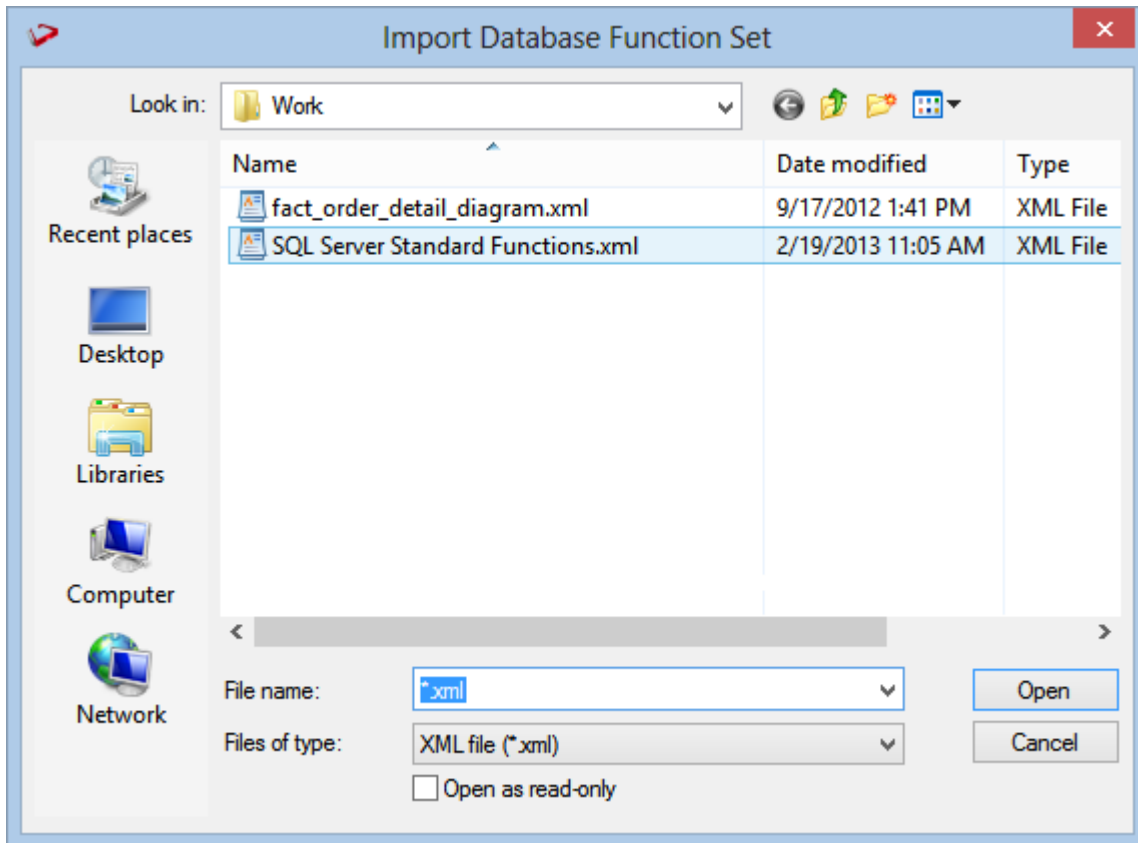 Import Database Function Set
Look in: Work
Name Date modified Type
fact_order_detail_diagram.xml 9/17/2012 1:41 PM XML File
SQL Server Standard Functions.xml 2/19/2013 11:05 AM XML File
Recent places
Desktop
Libraries
Computer
Network
File name: *.xml Open
Files of type: XML file (*.xml) Cancel
Open as read-only